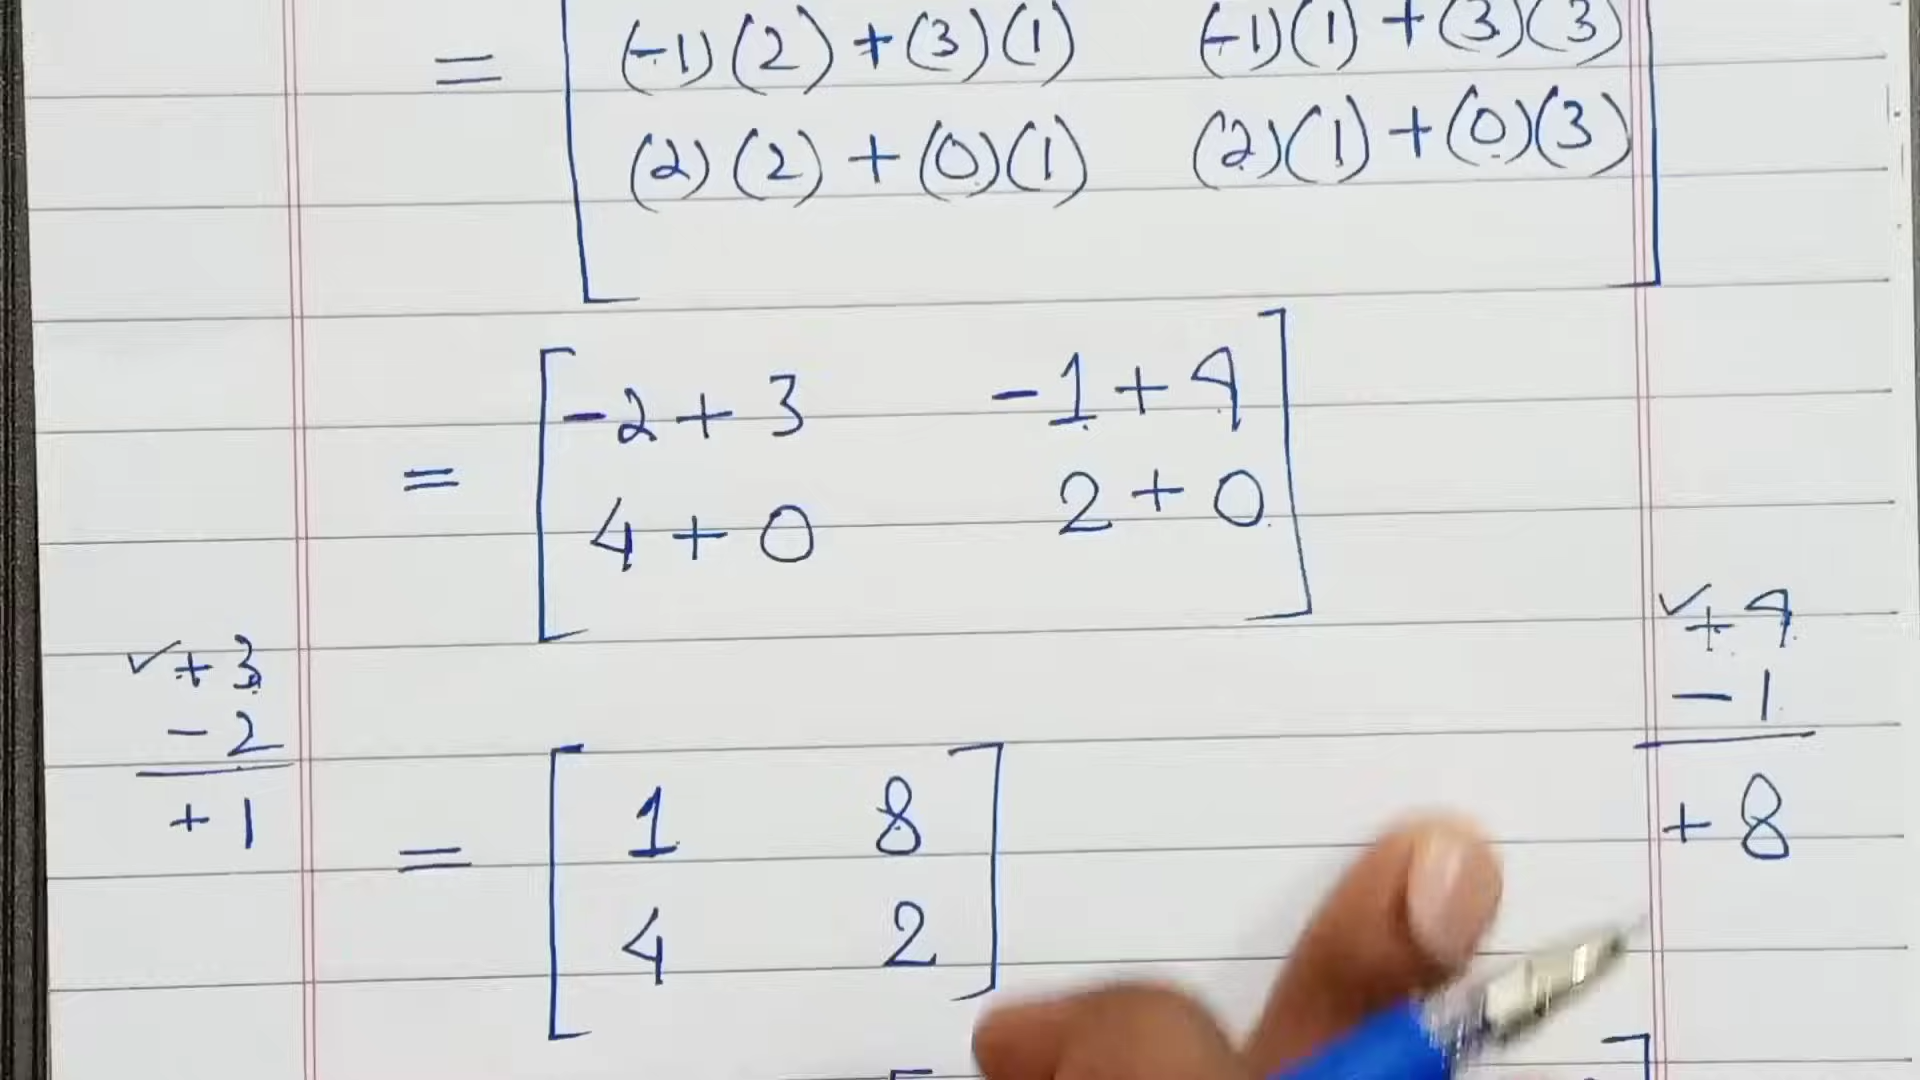 = [ (-1)(2)+(3)(1) (-1)(1)+(3)(3)
(2)(2)+(0)(1) (2)(1)+(0)(3) ]
= [ -2+3 -1+9
4+0 2+0 ]
✓+3
-2
+1
✓+9
-1
+8
= [ 1 8
4 2 ]